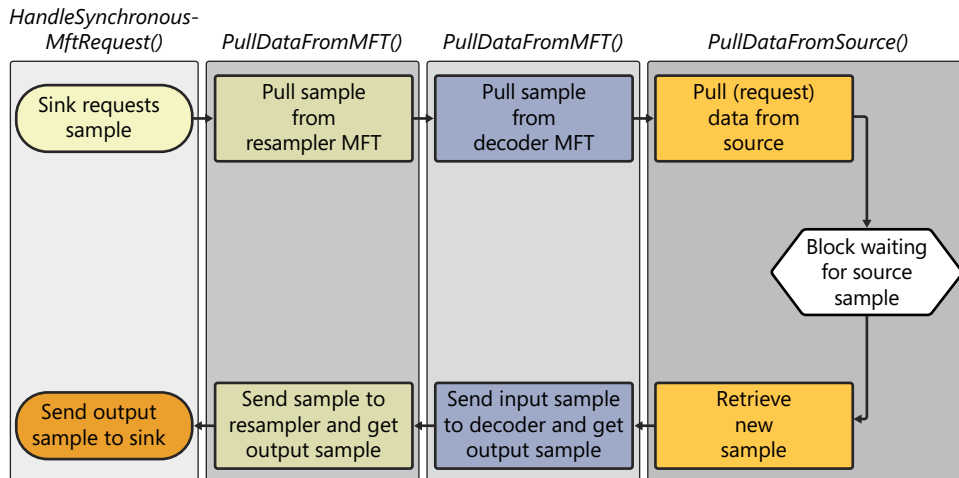 HandleSynchronous-
MftRequest()
PullDataFromMFT()
PullDataFromMFT()
PullDataFromSource()
Sink requests
sample
Pull sample
from
resampler MFT
Pull sample
from
decoder MFT
Pull (request)
data from
source
Block waiting
for source
sample
Send output
sample to sink
Send sample to
resampler and get
output sample
Send input sample
to decoder and get
output sample
Retrieve
new
sample